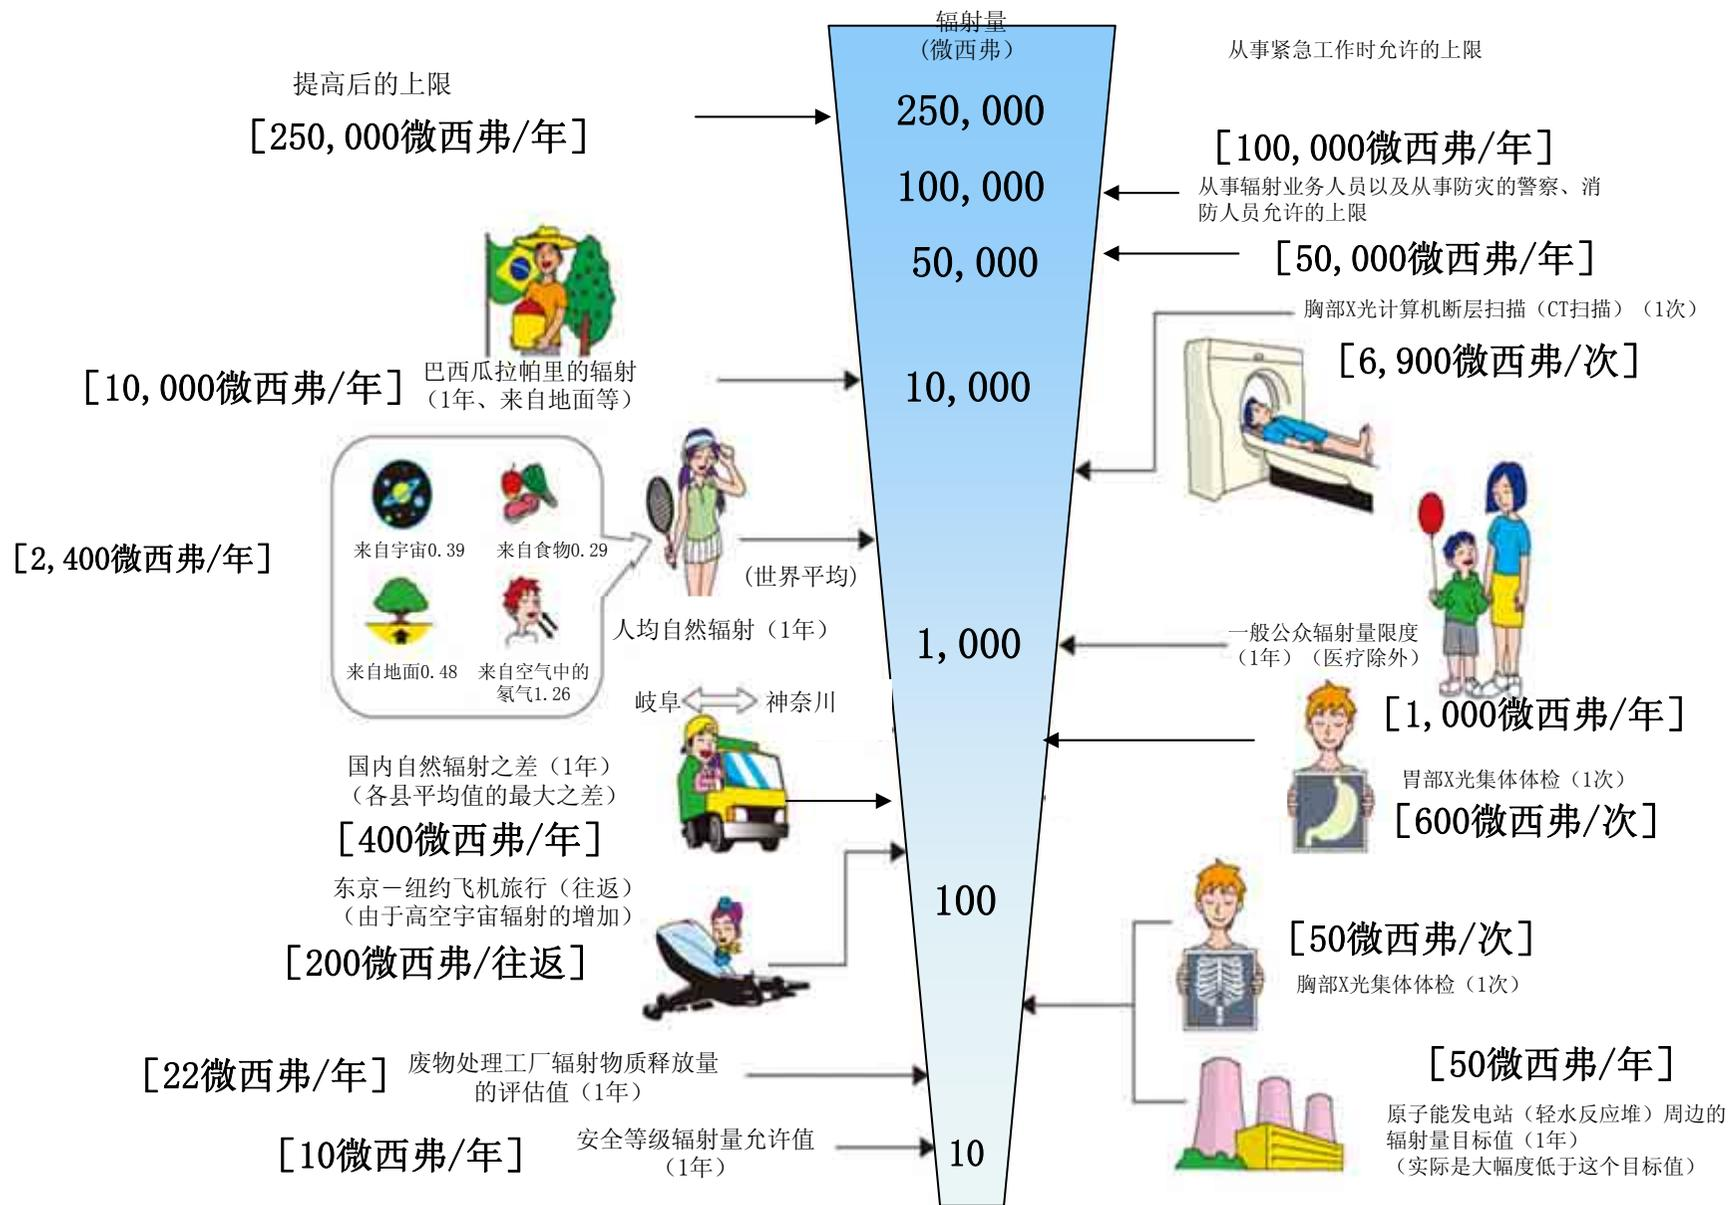 辐射量
(微西弗）
250,000
100,000
50,000
10,000
1,000
100
10
提高后的上限
[250,000微西弗/年]
[10,000微西弗/年]
巴西瓜拉帕里的辐射
（1年、来自地面等）
[2,400微西弗/年]
来自宇宙0.39
来自食物0.29
来自地面0.48
来自空气中的
氡气1.26
(世界平均)
人均自然辐射（1年）
岐阜
神奈川
国内自然辐射之差（1年）
（各县平均值的最大之差）
[400微西弗/年]
东京－纽约飞机旅行（往返）
（由于高空宇宙辐射的增加）
[200微西弗/往返]
[22微西弗/年]
废物处理工厂辐射物质释放量
的评估值（1年）
[10微西弗/年]
安全等级辐射量允许值
（1年）
从事紧急工作时允许的上限
[100,000微西弗/年]
从事辐射业务人员以及从事防灾的警察、消
防人员允许的上限
[50,000微西弗/年]
胸部X光计算机断层扫描（CT扫描）（1次）
[6,900微西弗/次]
一般公众辐射量限度
（1年）（医疗除外）
[1,000微西弗/年]
胃部X光集体体检（1次）
[600微西弗/次]
[50微西弗/次]
胸部X光集体体检（1次）
[50微西弗/年]
原子能发电站（轻水反应堆）周边的
辐射量目标值（1年）
（实际是大幅度低于这个目标值）